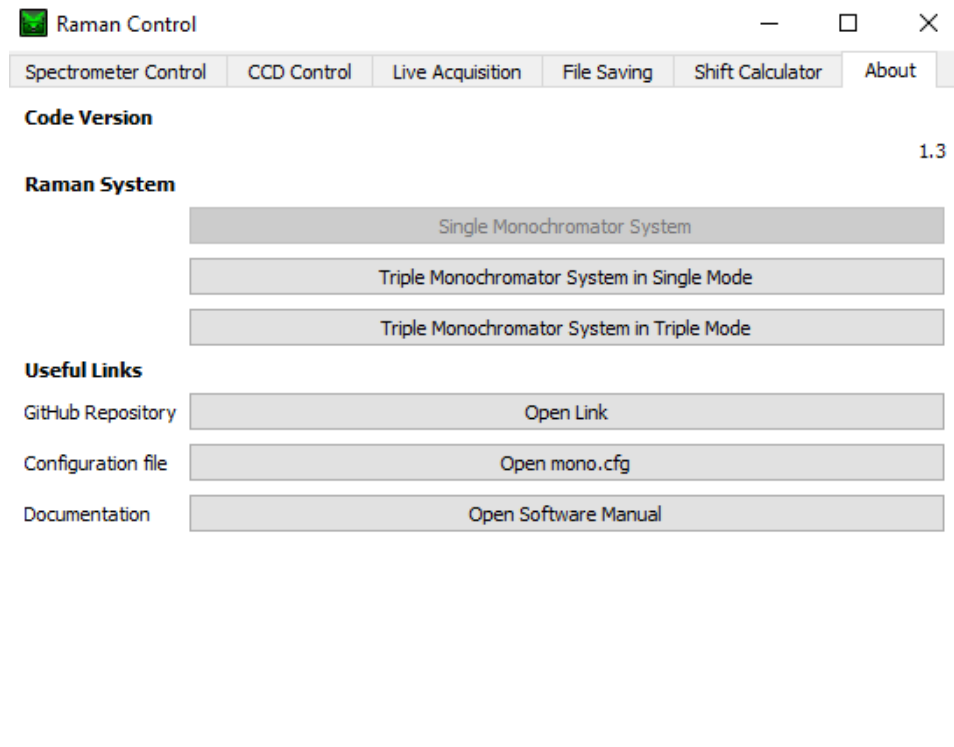 Raman Control
Spectrometer Control CCD Control Live Acquisition File Saving Shift Calculator About
Code Version
1.3
Raman System
Single Monochromator System
Triple Monochromator System in Single Mode
Triple Monochromator System in Triple Mode
Useful Links
GitHub Repository Open Link
Configuration file Open mono.cfg
Documentation Open Software Manual